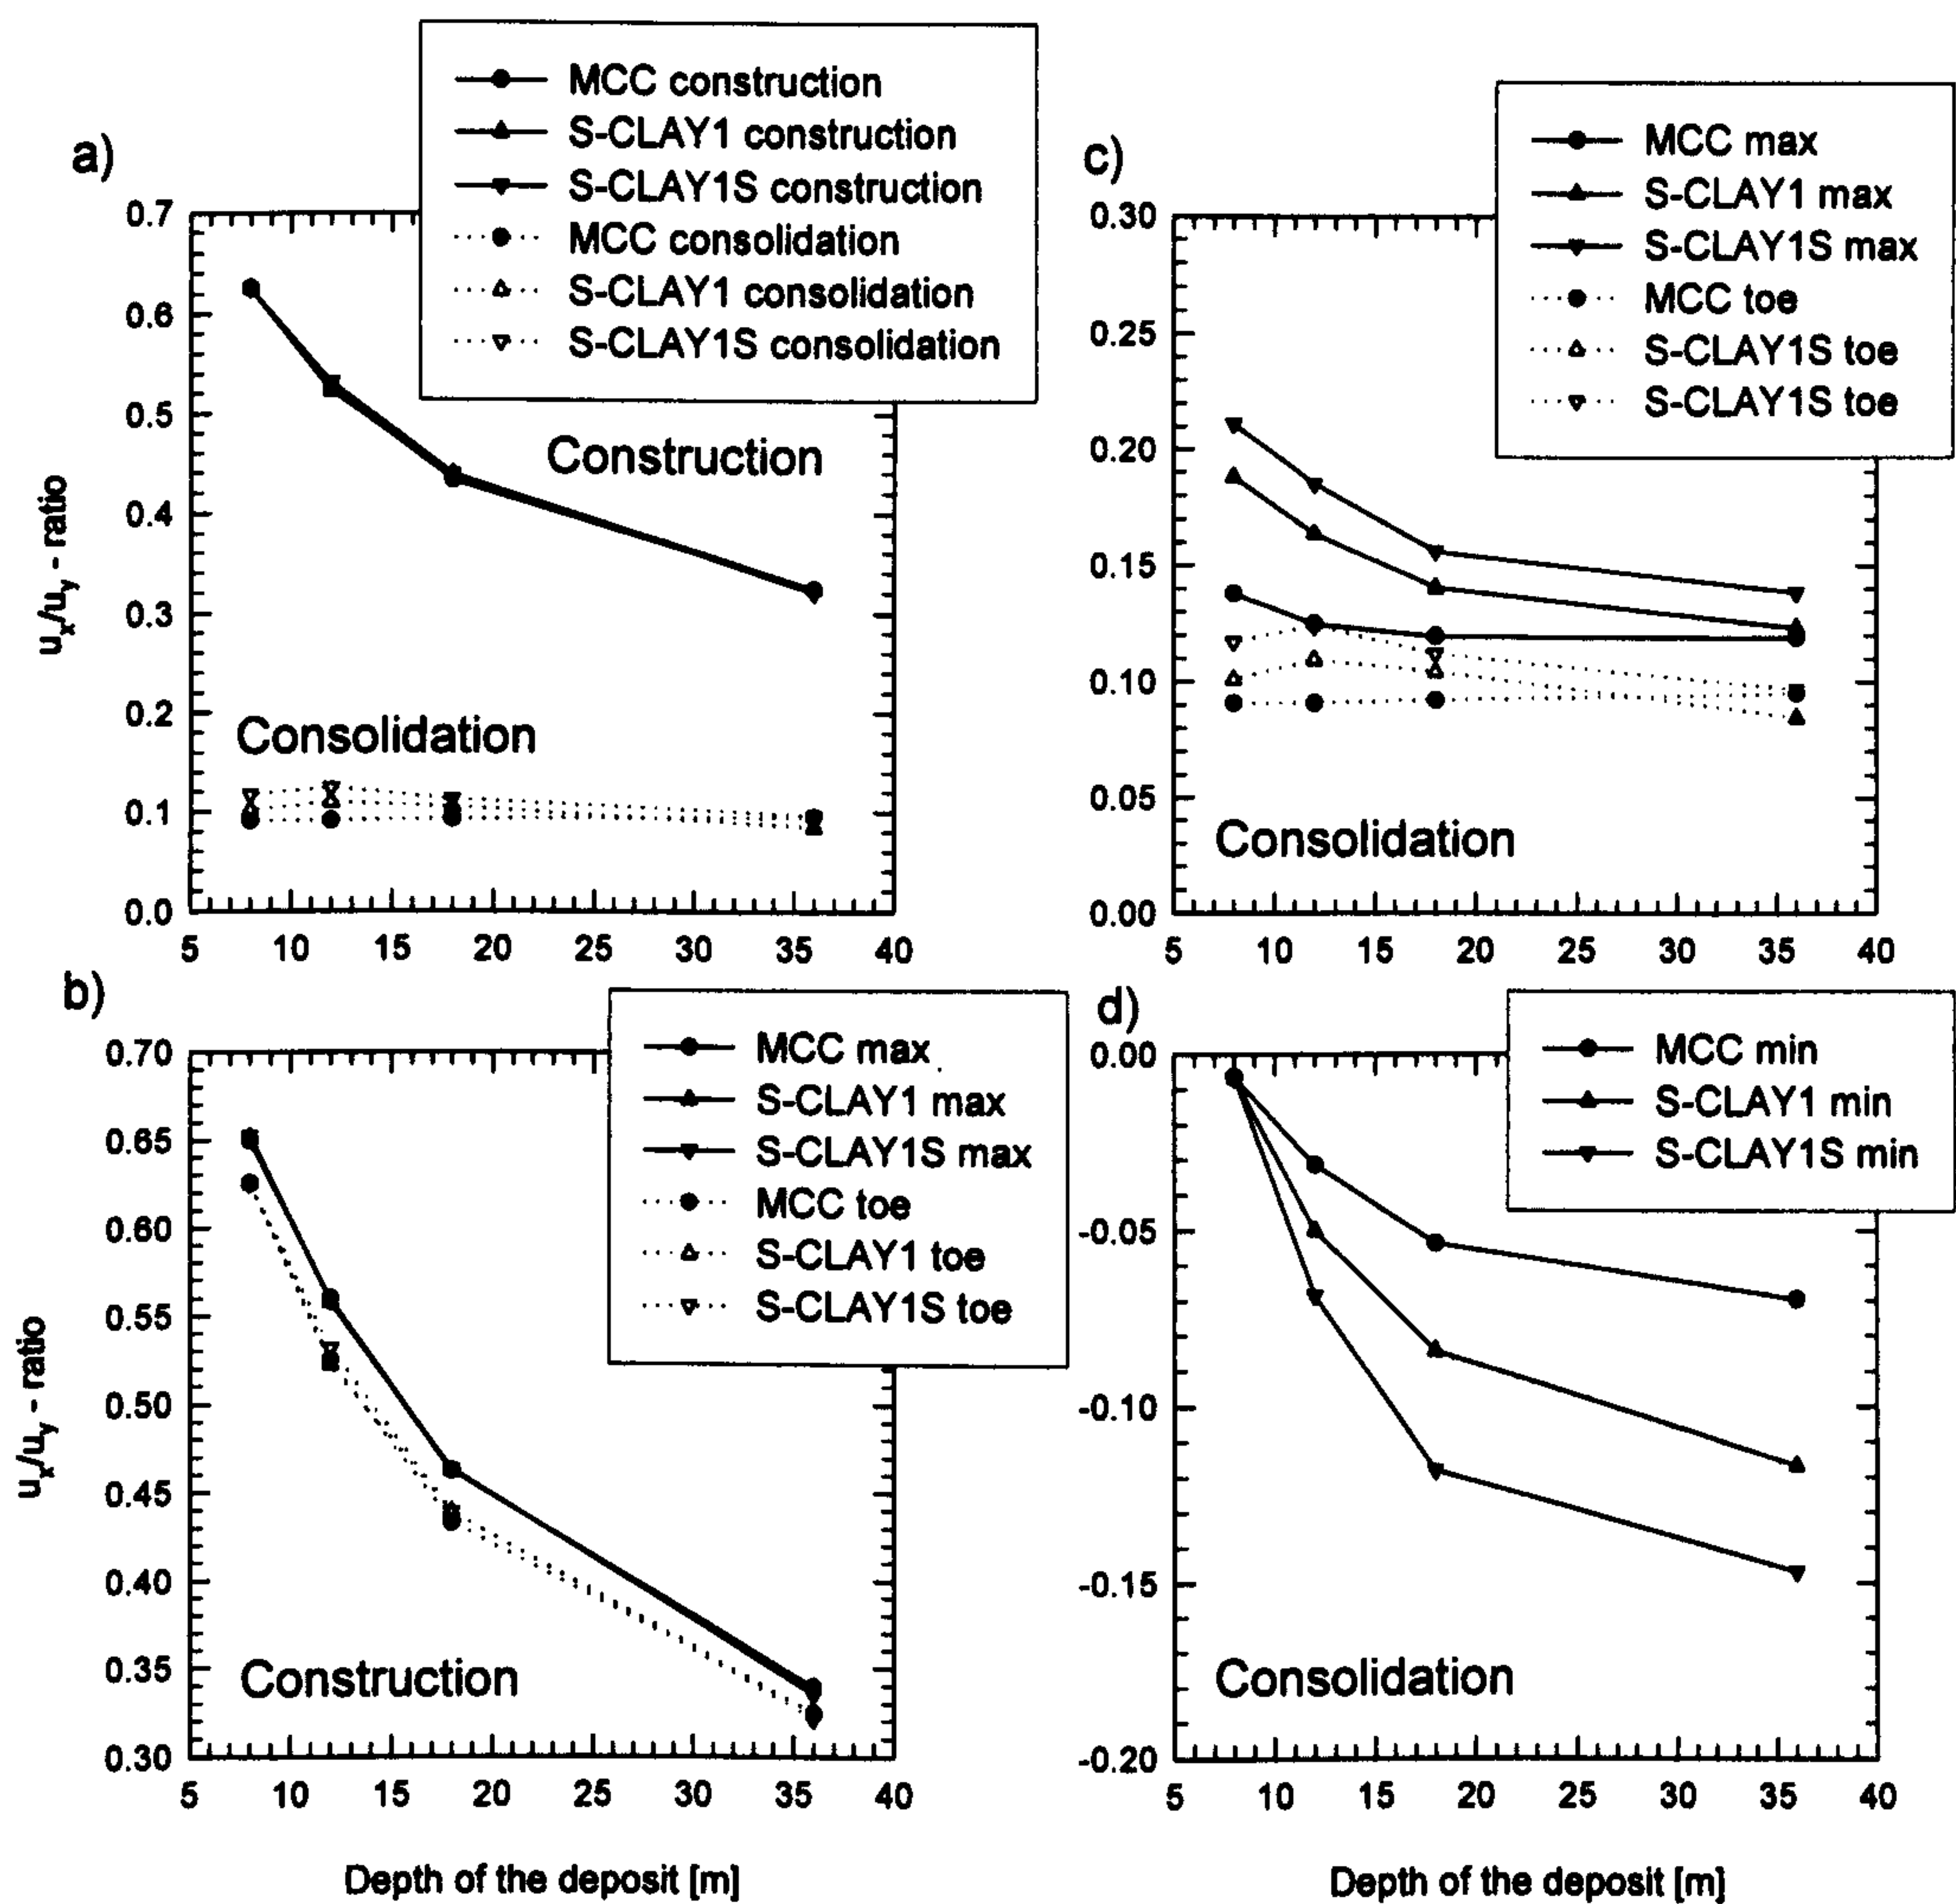 a)
MCC construction
S-CLAY1 construction
S-CLAY1S construction
MCC consolidation
S-CLAY1 consolidation
S-CLAY1S consolidation
0.7
0.6
0.5
0.4
0.3
0.2
0.1
0.0
ux/uy - ratio
Construction
Consolidation
5 10 15 20 25 30 35 40
c)
MCC max
S-CLAY1 max
S-CLAY1S max
MCC toe
S-CLAY1S toe
S-CLAY1S toe
0.30
0.25
0.20
0.15
0.10
0.05
0.00
Consolidation
5 10 15 20 25 30 35 40
b)
MCC max
S-CLAY1 max
S-CLAY1S max
MCC toe
S-CLAY1 toe
S-CLAY1S toe
0.70
0.65
0.60
0.55
0.50
0.45
0.40
0.35
0.30
ux/uy - ratio
Construction
5 10 15 20 25 30 35 40
Depth of the deposit [m]
d)
MCC min
S-CLAY1 min
S-CLAY1S min
0.00
-0.05
-0.10
-0.15
-0.20
Consolidation
5 10 15 20 25 30 35 40
Depth of the deposit [m]